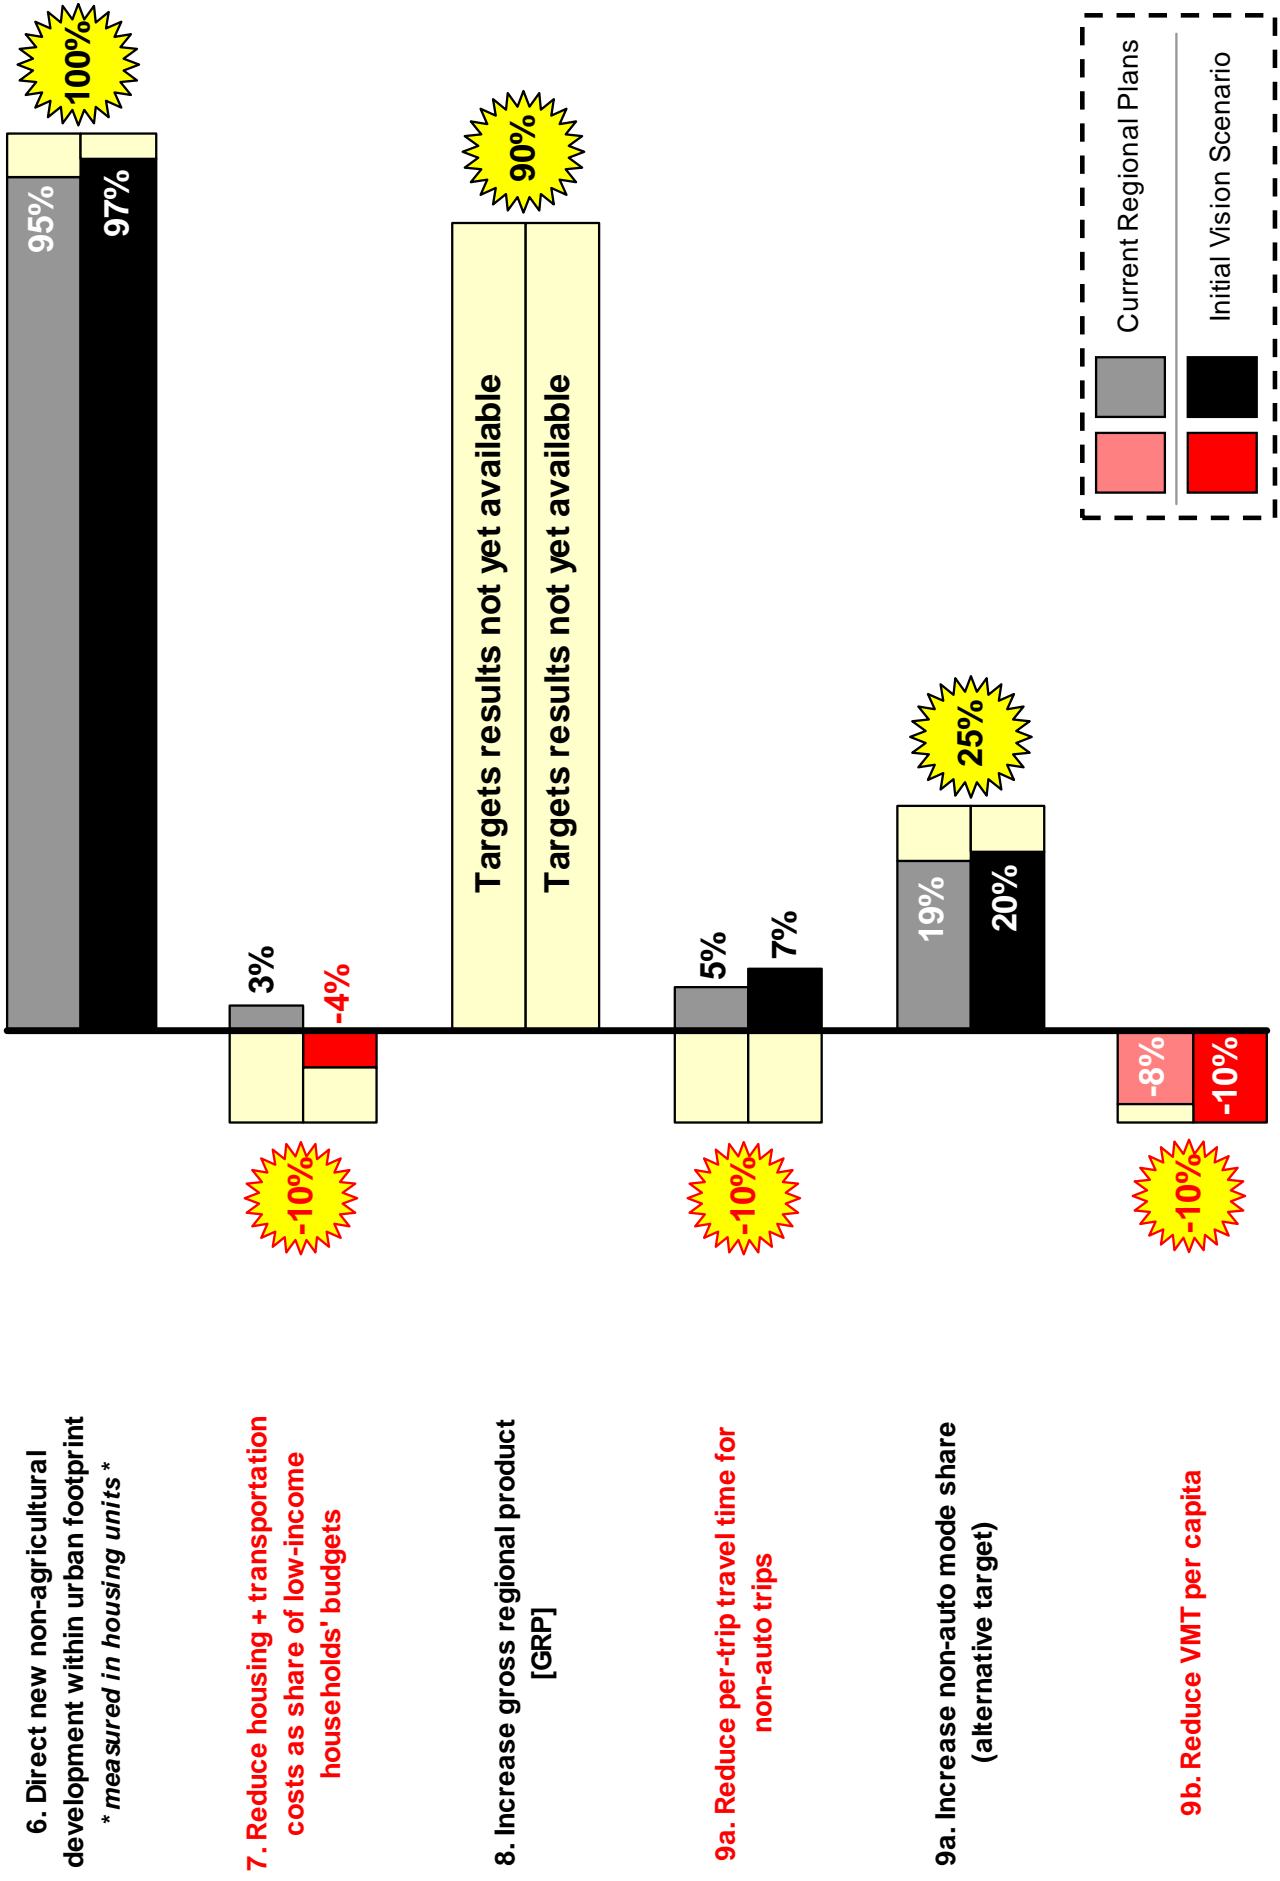 6. Direct new non-agricultural
development within urban footprint
* measured in housing units *
95%
97%
100%
7. Reduce housing + transportation
costs as share of low-income
households' budgets
3%
-4%
-10%
8. Increase gross regional product
[GRP]
Targets results not yet available
Targets results not yet available
90%
9a. Reduce per-trip travel time for
non-auto trips
5%
7%
-10%
9a. Increase non-auto mode share
(alternative target)
19%
20%
25%
9b. Reduce VMT per capita
-8%
-10%
-10%
Current Regional Plans
Initial Vision Scenario